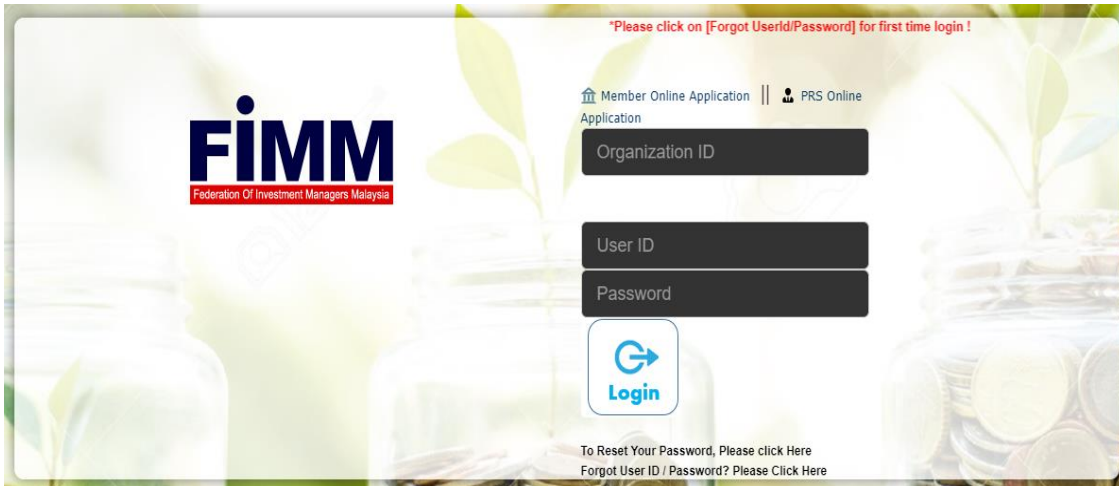 *Please click on [Forgot UserId/Password] for first time login !
Member Online Application || PRS Online
Application
FiMM
Federation Of Investment Managers Malaysia
Organization ID
User ID
Password
Login
To Reset Your Password, Please click Here
Forgot User ID / Password? Please Click Here